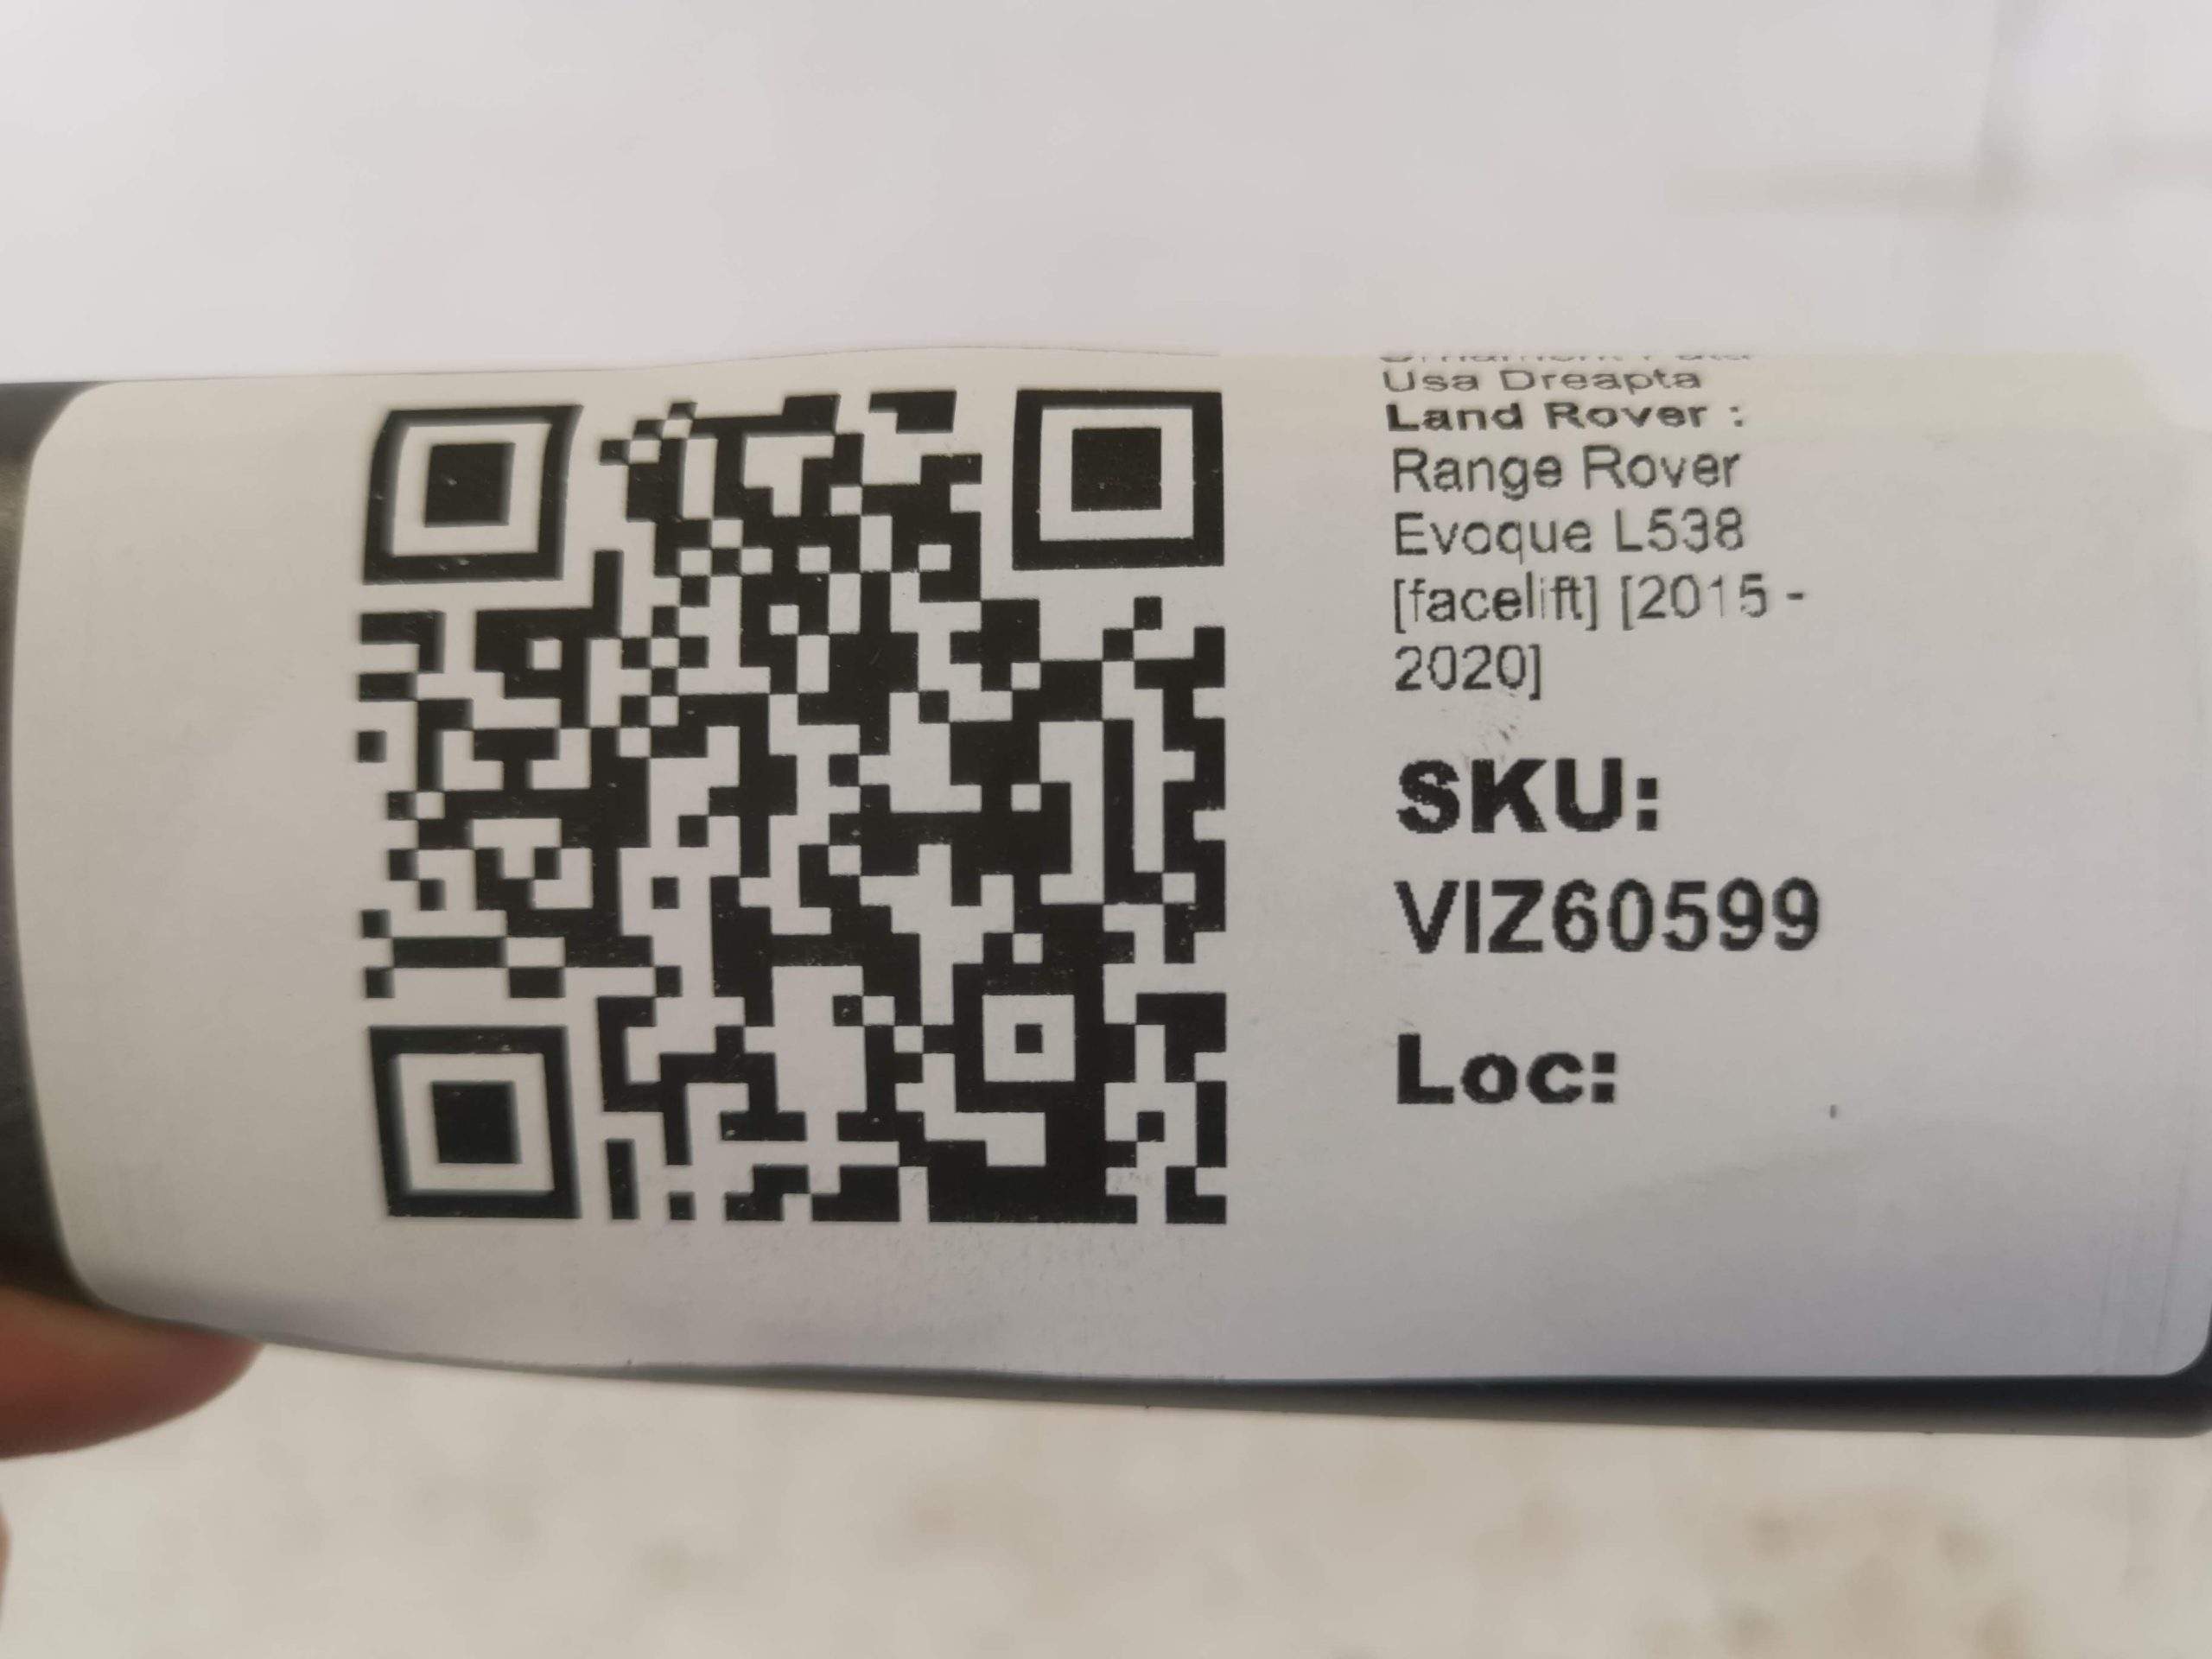 Usa Dreapta
Land Rover :
Range Rover
Evoque L538
[facelift] [2015 -
2020]
SKU:
VIZ60599
Loc: